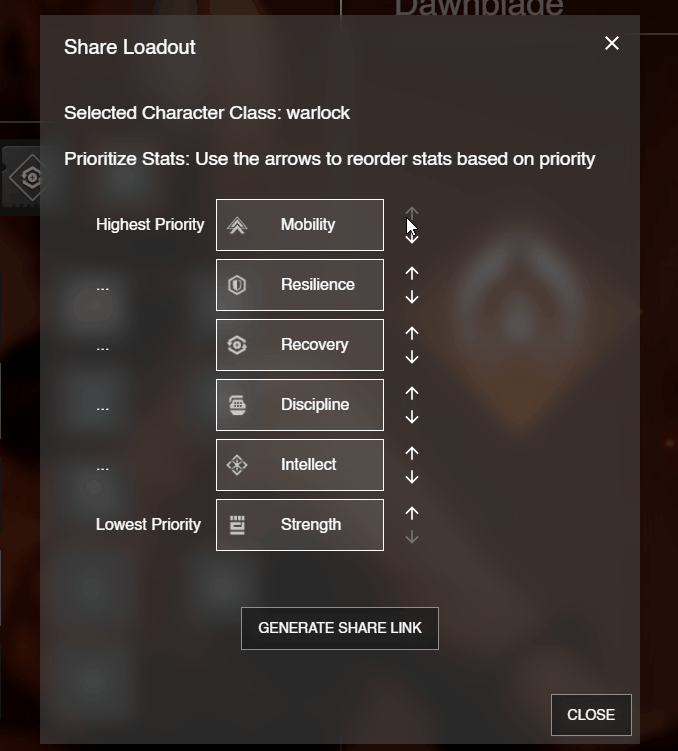 Dawnblade
Share Loadout
Selected Character Class: warlock
Prioritize Stats: Use the arrows to reorder stats based on priority
Highest Priority Mobility
... Resilience
... Recovery
... Discipline
... Intellect
Lowest Priority Strength
GENERATE SHARE LINK
CLOSE